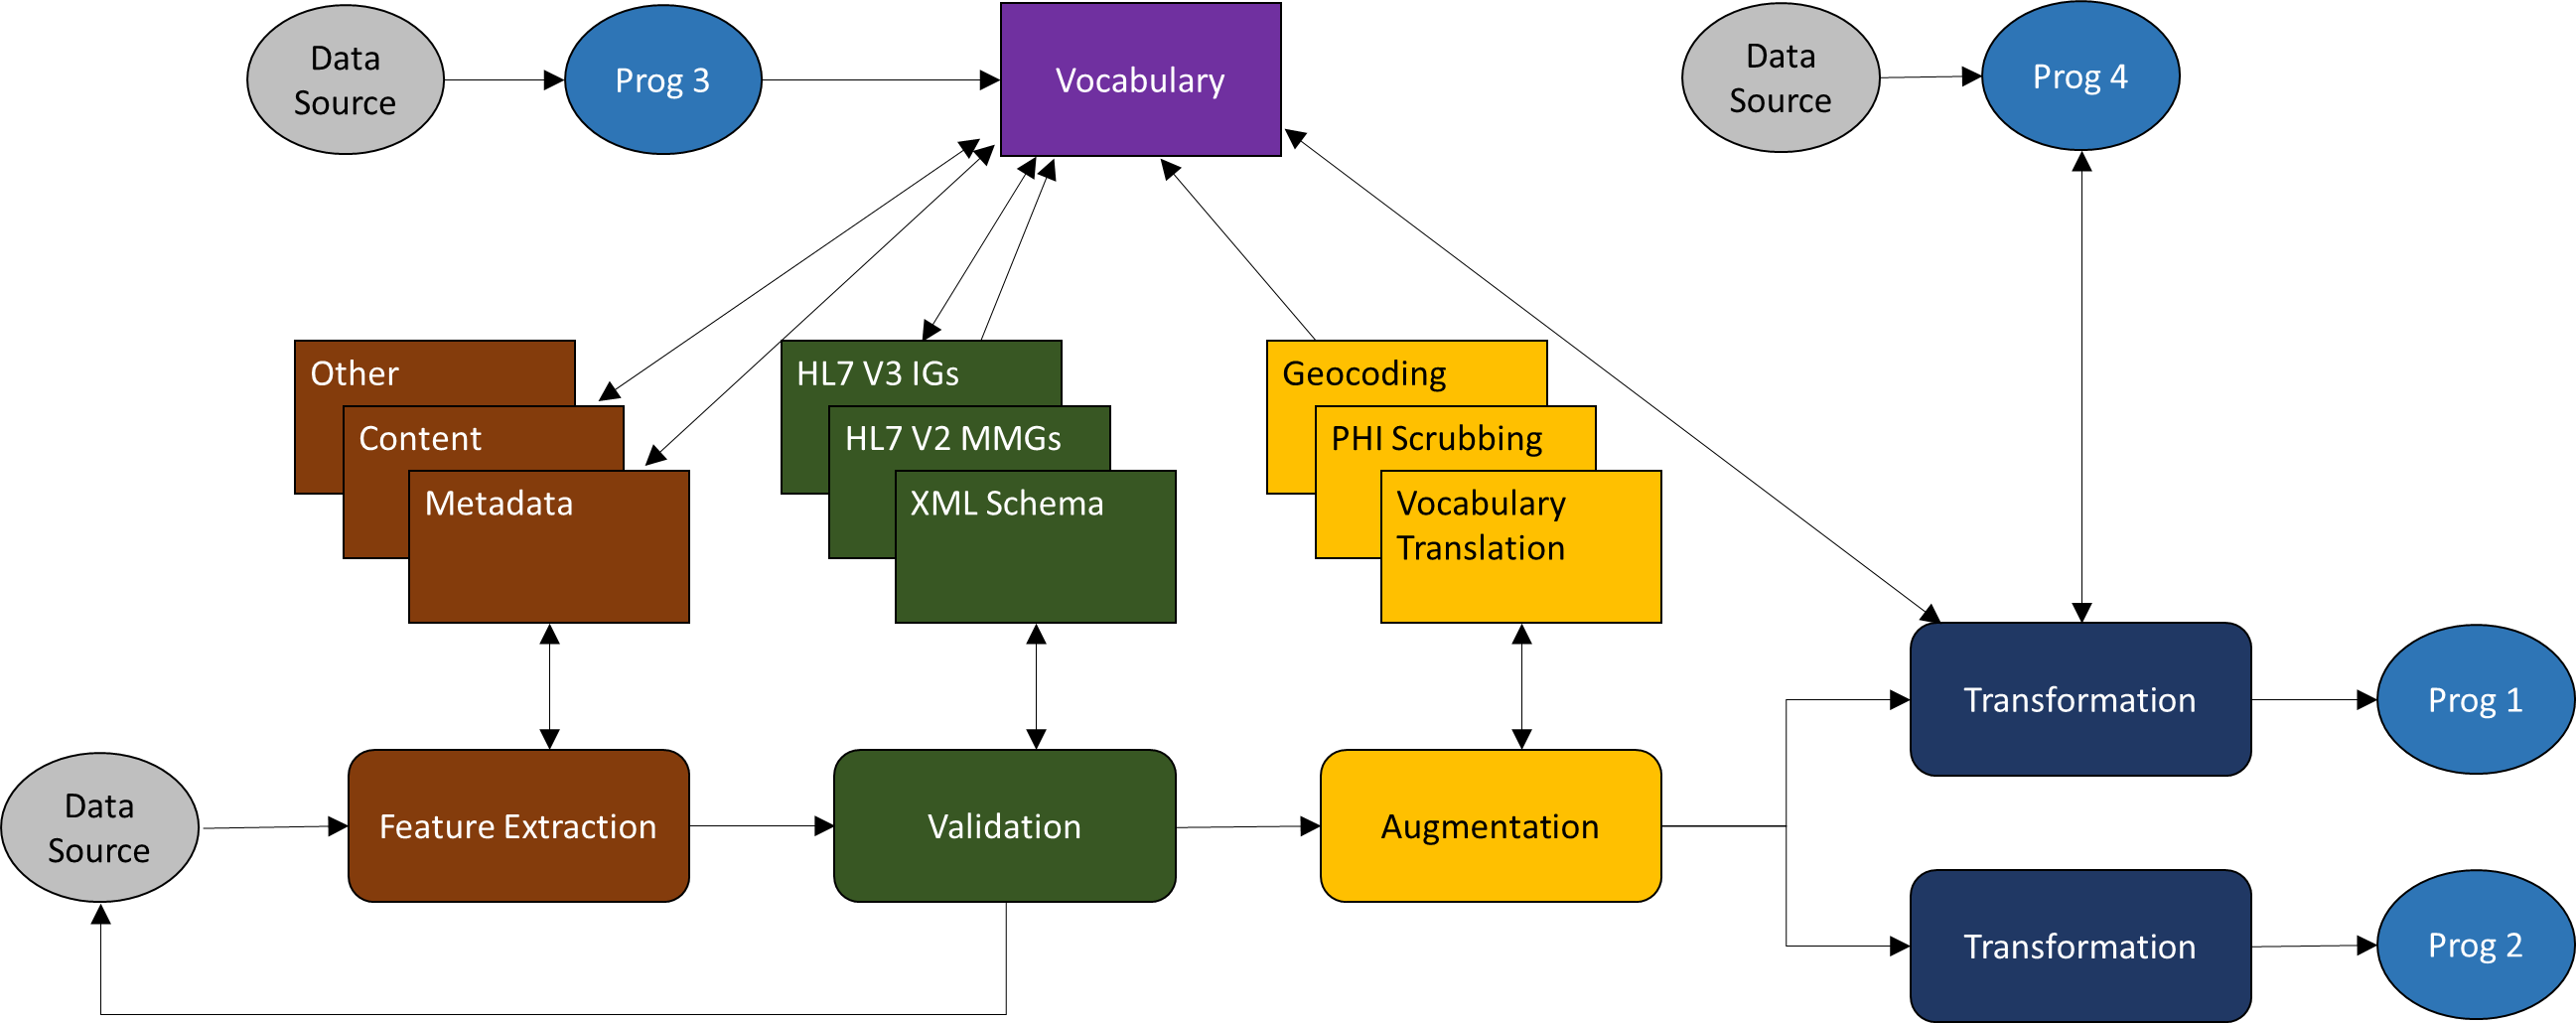 Data
Source
Prog 3
Vocabulary
Data
Source
Prog 4
Other
Content
Metadata
HL7 V3 IGs
HL7 V2 MMGs
XML Schema
Geocoding
PHI Scrubbing
Vocabulary
Translation
Data
Source
Feature Extraction
Validation
Augmentation
Transformation
Prog 1
Transformation
Prog 2